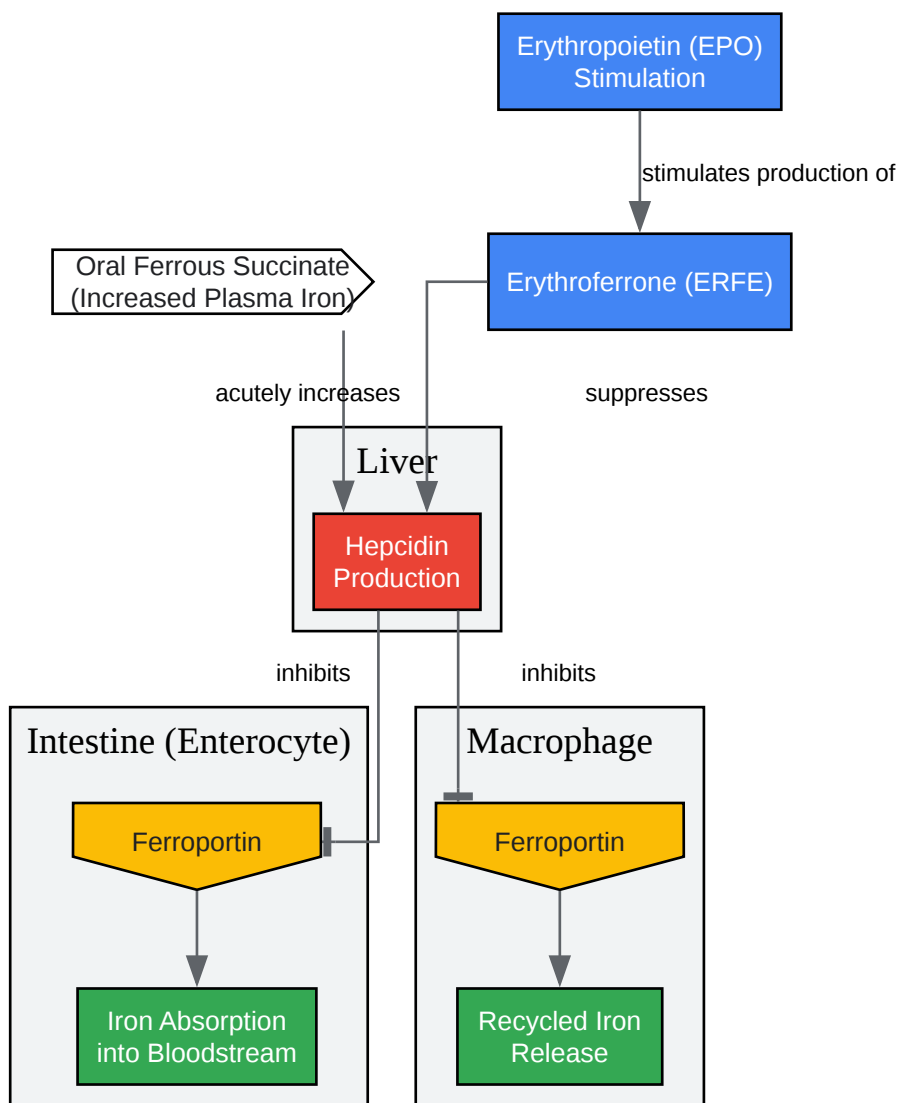 Erythropoietin (EPO)
Stimulation
stimulates production of
Oral Ferrous Succinate
(Increased Plasma Iron)
Erythroferrone (ERFE)
acutely increases
suppresses
Liver
Hepcidin
Production
inhibits
inhibits
Intestine (Enterocyte)
Macrophage
Ferroportin
Ferroportin
Iron Absorption
into Bloodstream
Recycled Iron
Release